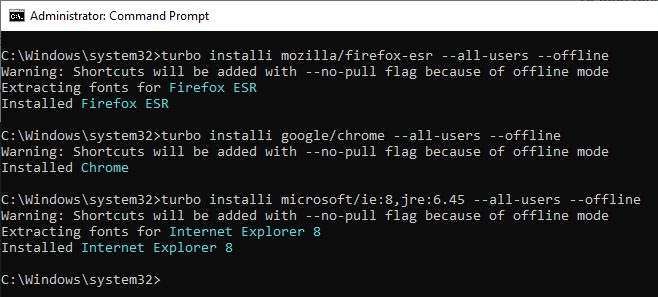 Administrator: Command Prompt
C:\Windows\system32>turbo installi mozilla/firefox-esr --all-users --offline
Warning: Shortcuts will be added with --no-pull flag because of offline mode
Extracting fonts for Firefox ESR
Installed Firefox ESR
C:\Windows\system32>turbo installi google/chrome --all-users --offline
Warning: Shortcuts will be added with --no-pull flag because of offline mode
Installed Chrome
C:\Windows\system32>turbo installi microsoft/ie:8,jre:6.45 --all-users --offline
Warning: Shortcuts will be added with --no-pull flag because of offline mode
Extracting fonts for Internet Explorer 8
Installed Internet Explorer 8
C:\Windows\system32>